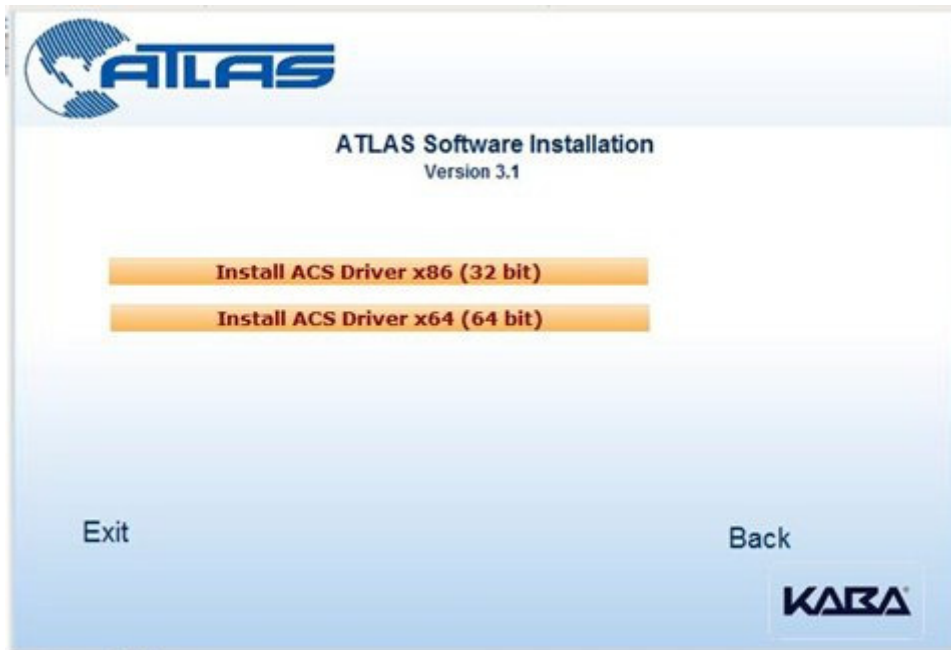 ATLAS
ATLAS Software Installation
Version 3.1
Install ACS Driver x86 (32 bit)
Install ACS Driver x64 (64 bit)
Exit
Back
KABA